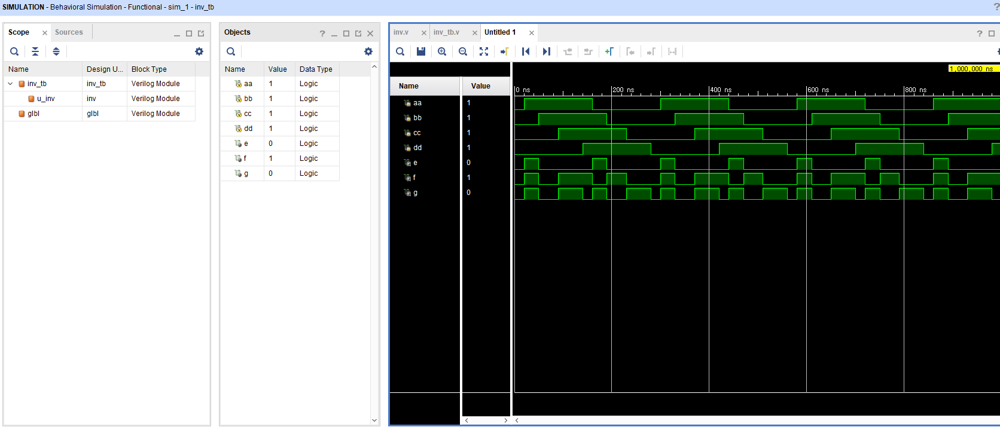 SIMULATION - Behavioral Simulation - Functional - sim_1 - inv_tb
?
Scope
Sources
Name
Design U...
Block Type
inv_tb
inv_tb
Verilog Module
u_inv
inv
Verilog Module
glbl
glbl
Verilog Module
Objects
?
Name
Value
Data Type
aa
1
Logic
bb
1
Logic
cc
1
Logic
dd
1
Logic
e
0
Logic
f
1
Logic
g
0
Logic
inv.v
inv_tb.v
Untitled 1
?
1,000,000 ns
Name
Value
0 ns
200 ns
400 ns
600 ns
800 ns
aa
1
bb
1
cc
1
dd
1
e
0
f
1
g
0